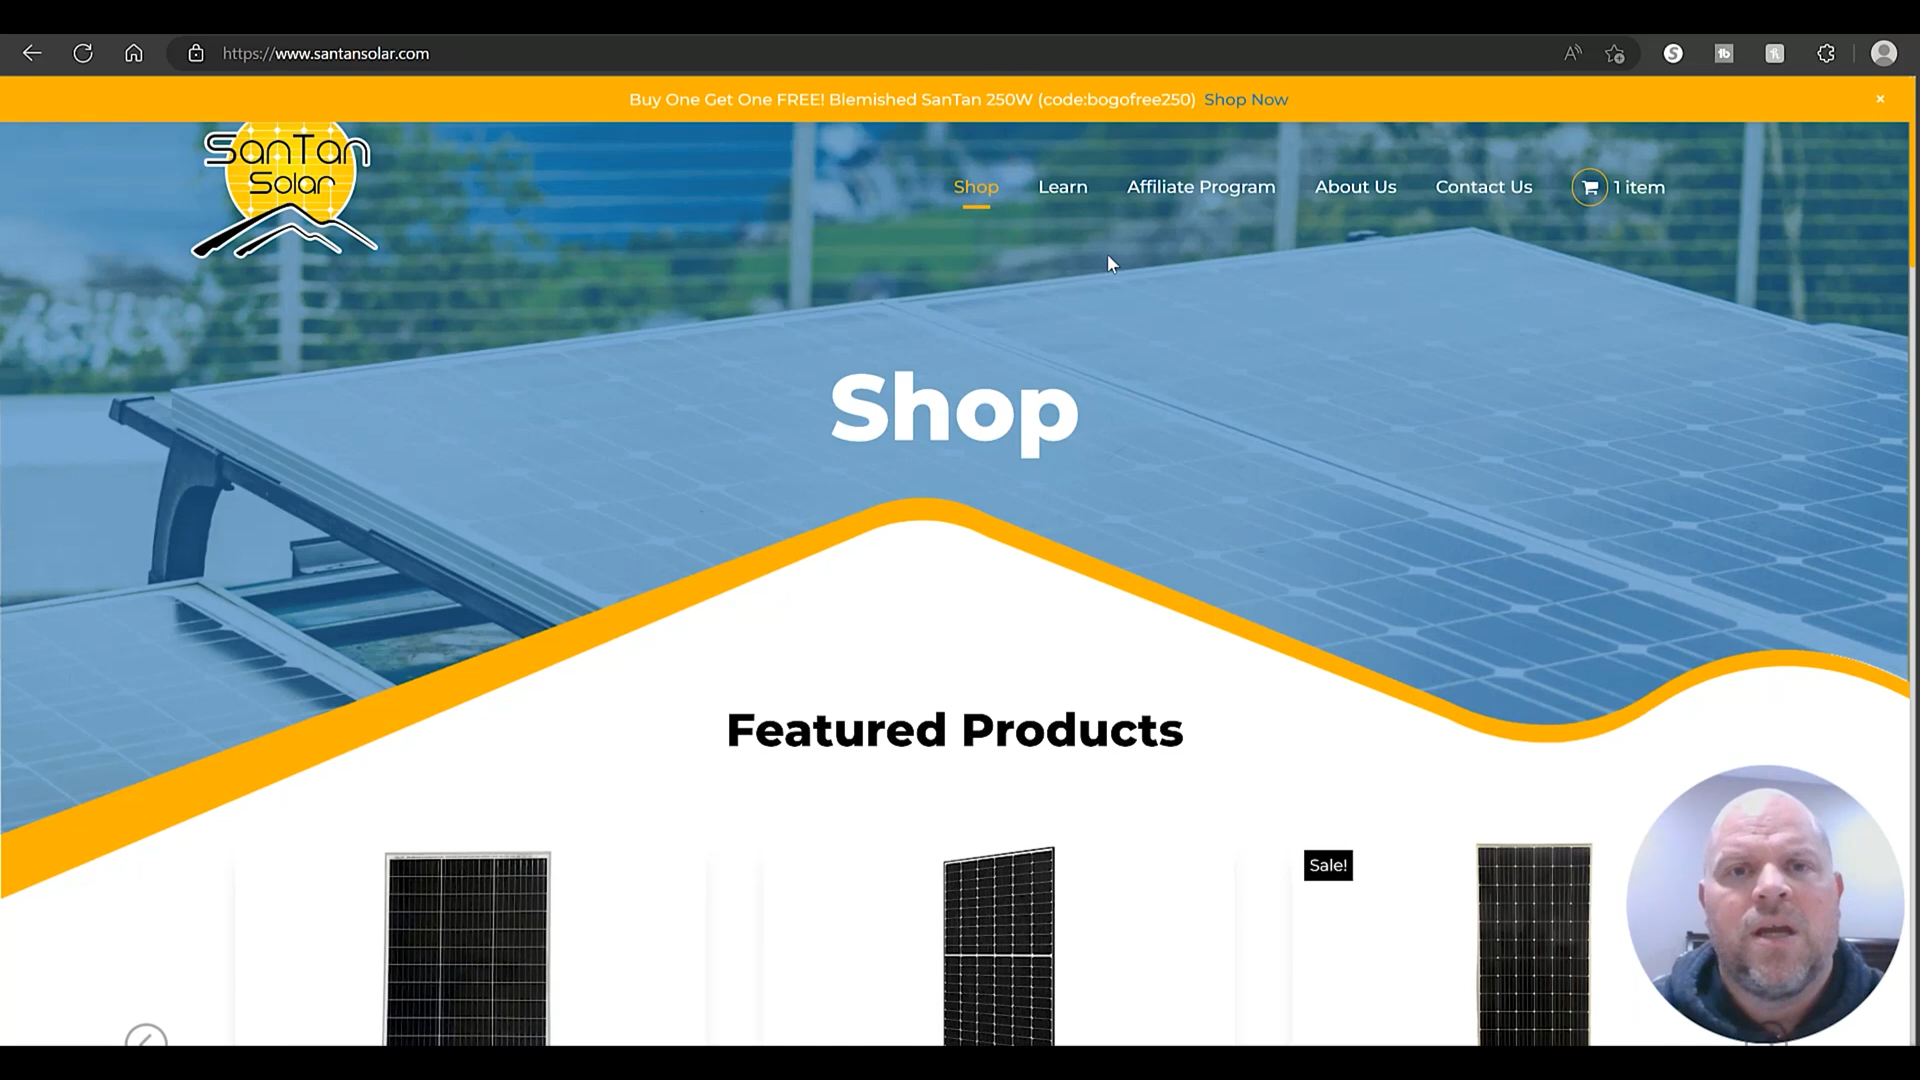 https://www.santansolar.com
Buy One Get One FREE! Blemished SanTan 250W (code:bogofree250) Shop Now
SanTan
Solar
Shop
Learn
Affiliate Program
About Us
Contact Us
1 item
Shop
Featured Products
Sale!